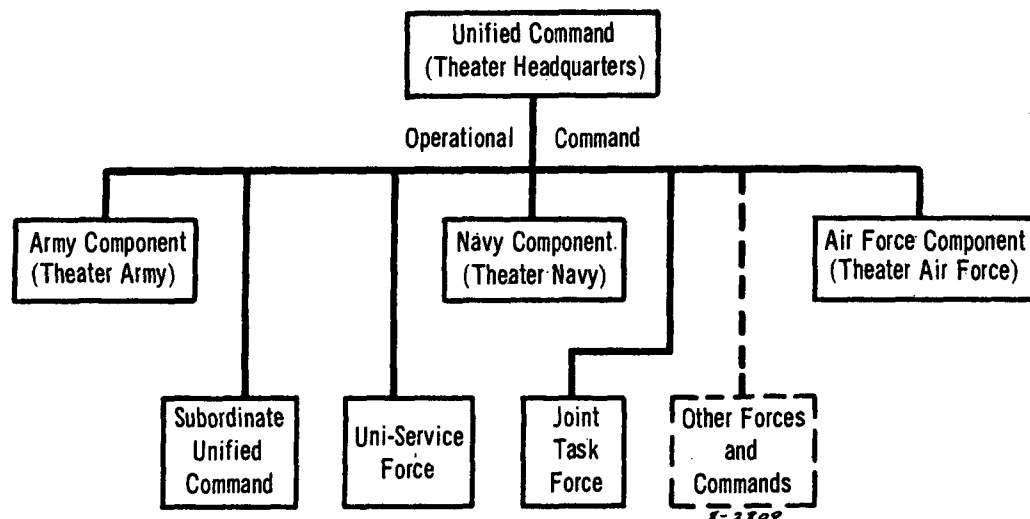 Unified Command
(Theater Headquarters)
Operational Command
Army Component
(Theater Army)
Navy Component.
(Theater Navy)
Air Force Component
(Theater Air Force)
Subordinate
Unified
Command
Uni-Service
Force
Joint
Task
Force
Other Forces
and
Commands